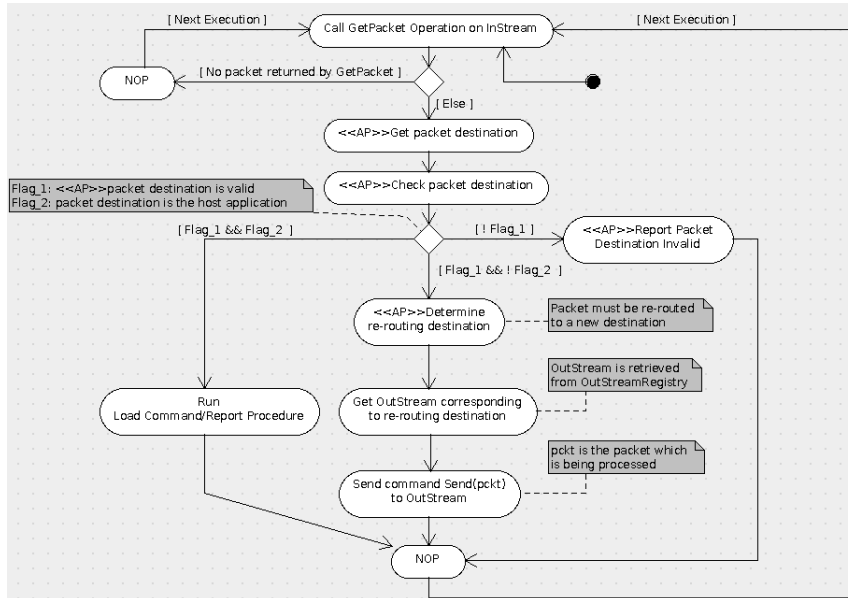 [ Next Execution ]
Call GetPacket Operation on InStream
[ Next Execution ]
NOP
[ No packet returned by GetPacket ]
[ Else ]
<<AP>>Get packet destination
<<AP>>Check packet destination
Flag_1: <<AP>>packet destination is valid
Flag_2: packet destination is the host application
[ Flag_1 && Flag_2 ]
[ ! Flag_1 ]
<<AP>>Report Packet
Destination Invalid
[ Flag_1 && ! Flag_2 ]
<<AP>>Determine
re-routing destination
Packet must be re-routed
to a new destination
OutStream is retrieved
from OutStreamRegistry
Run
Load Command/Report Procedure
Get OutStream corresponding
to re-routing destination
pckt is the packet which
is being processed
Send command Send(pckt)
to OutStream
NOP